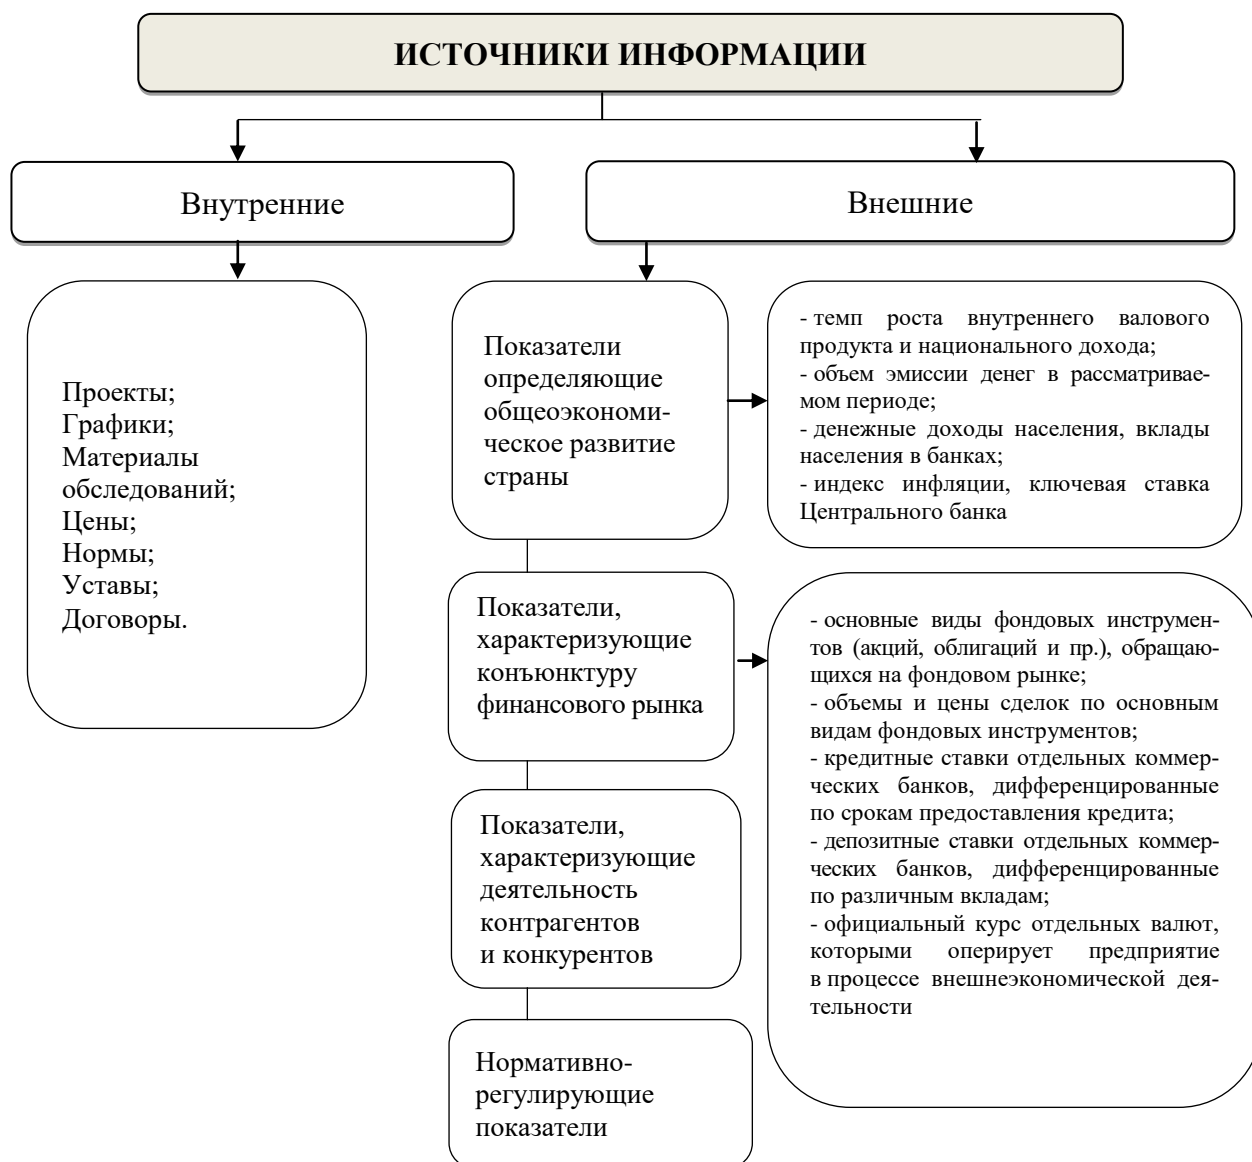 ИСТОЧНИКИ ИНФОРМАЦИИ
Внутренние
Внешние
Проекты;
Графики;
Материалы
обследований;
Цены;
Нормы;
Уставы;
Договоры.
Показатели
определяющие
общеоэкономи-
ческое развитие
страны
- темп роста внутреннего валового
продукта и национального дохода;
- объем эмиссии денег в рассматривае-
мом периоде;
- денежные доходы населения, вклады
населения в банках;
- индекс инфляции, ключевая ставка
Центрального банка
Показатели,
характеризующие
конъюнктуру
финансового рынка
- основные виды фондовых инструмен-
тов (акций, облигаций и пр.), обращаю-
щихся на фондовом рынке;
- объемы и цены сделок по основным
видам фондовых инструментов;
- кредитные ставки отдельных коммер-
ческих банков, дифференцированные
по срокам предоставления кредита;
- депозитные ставки отдельных коммер-
ческих банков, дифференцированные
по различным вкладам;
- официальный курс отдельных валют,
которыми оперирует предприятие
в процессе внешнеэкономической дея-
тельности
Показатели,
характеризующие
деятельность
контрагентов
и конкурентов
Нормативно-
регулирующие
показатели